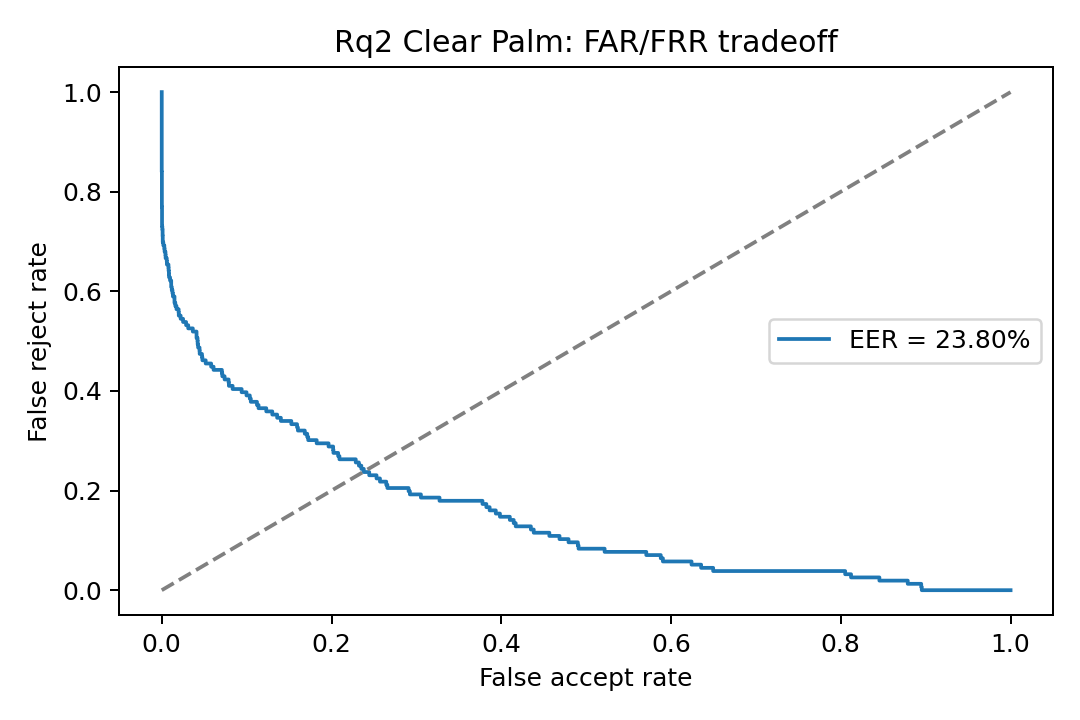 Rq2 Clear Palm: FAR/FRR tradeoff
False reject rate
1.0
0.8
0.6
0.4
0.2
0.0
EER = 23.80%
0.0 0.2 0.4 0.6 0.8 1.0
False accept rate